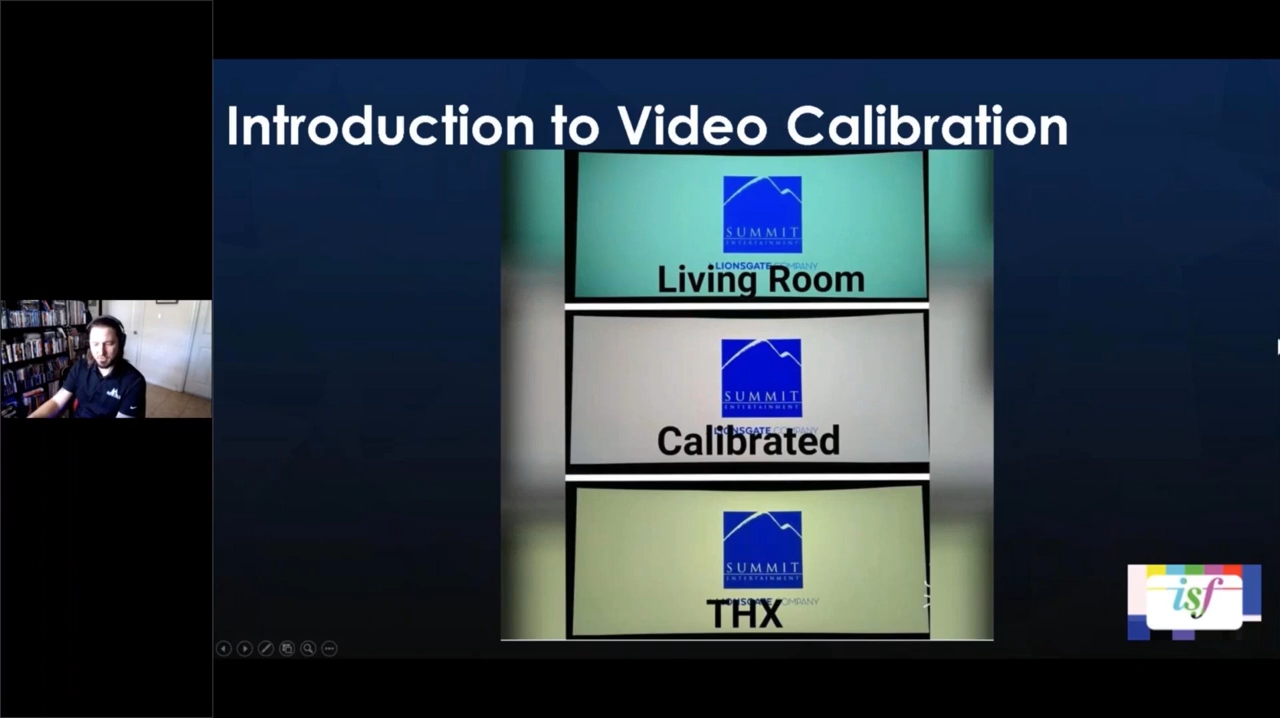 Introduction to Video Calibration
SUMMIT
ENTERTAINMENT
LIONSGATE COMPANY
Living Room
SUMMIT
ENTERTAINMENT
LIONSGATE COMPANY
Calibrated
SUMMIT
ENTERTAINMENT
LIONSGATE COMPANY
THX
isf